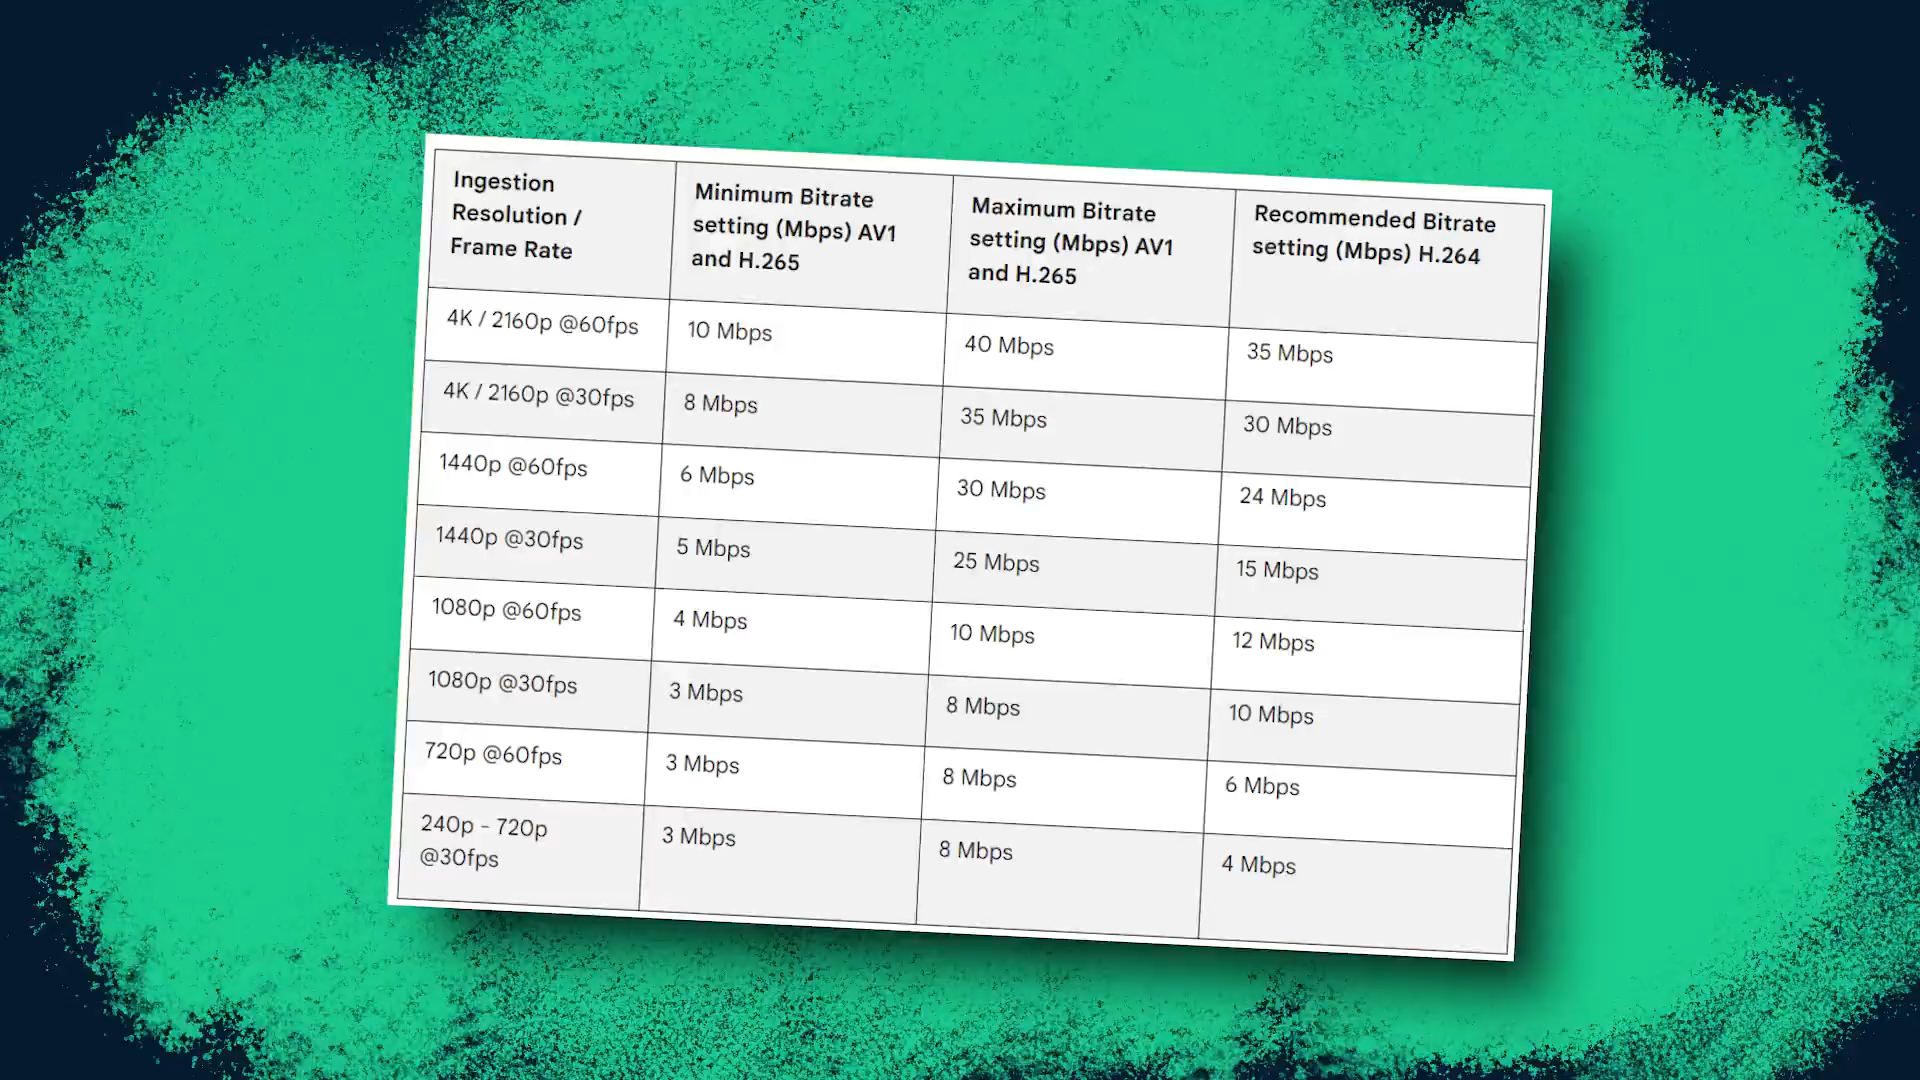 Ingestion
Resolution /
Frame Rate
Minimum Bitrate
setting (Mbps) AV1
and H.265
Maximum Bitrate
setting (Mbps) AV1
and H.265
Recommended Bitrate
setting (Mbps) H.264
4K / 2160p @60fps
10 Mbps
40 Mbps
35 Mbps
4K / 2160p @30fps
8 Mbps
35 Mbps
30 Mbps
1440p @60fps
6 Mbps
30 Mbps
24 Mbps
1440p @30fps
5 Mbps
25 Mbps
15 Mbps
1080p @60fps
4 Mbps
10 Mbps
12 Mbps
1080p @30fps
3 Mbps
8 Mbps
10 Mbps
720p @60fps
3 Mbps
8 Mbps
6 Mbps
240p - 720p
@30fps
3 Mbps
8 Mbps
4 Mbps